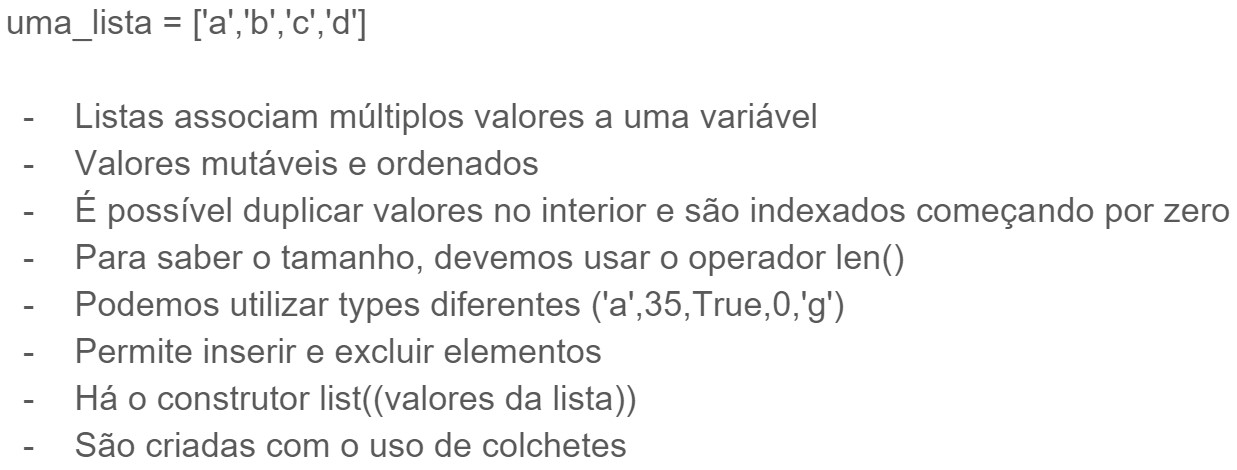 uma_lista = ['a','b','c','d']
- Listas associam múltiplos valores a uma variável
- Valores mutáveis e ordenados
- É possível duplicar valores no interior e são indexados começando por zero
- Para saber o tamanho, devemos usar o operador len()
- Podemos utilizar types diferentes ('a',35,True,0,'g')
- Permite inserir e excluir elementos
- Há o construtor list((valores da lista))
- São criadas com o uso de colchetes